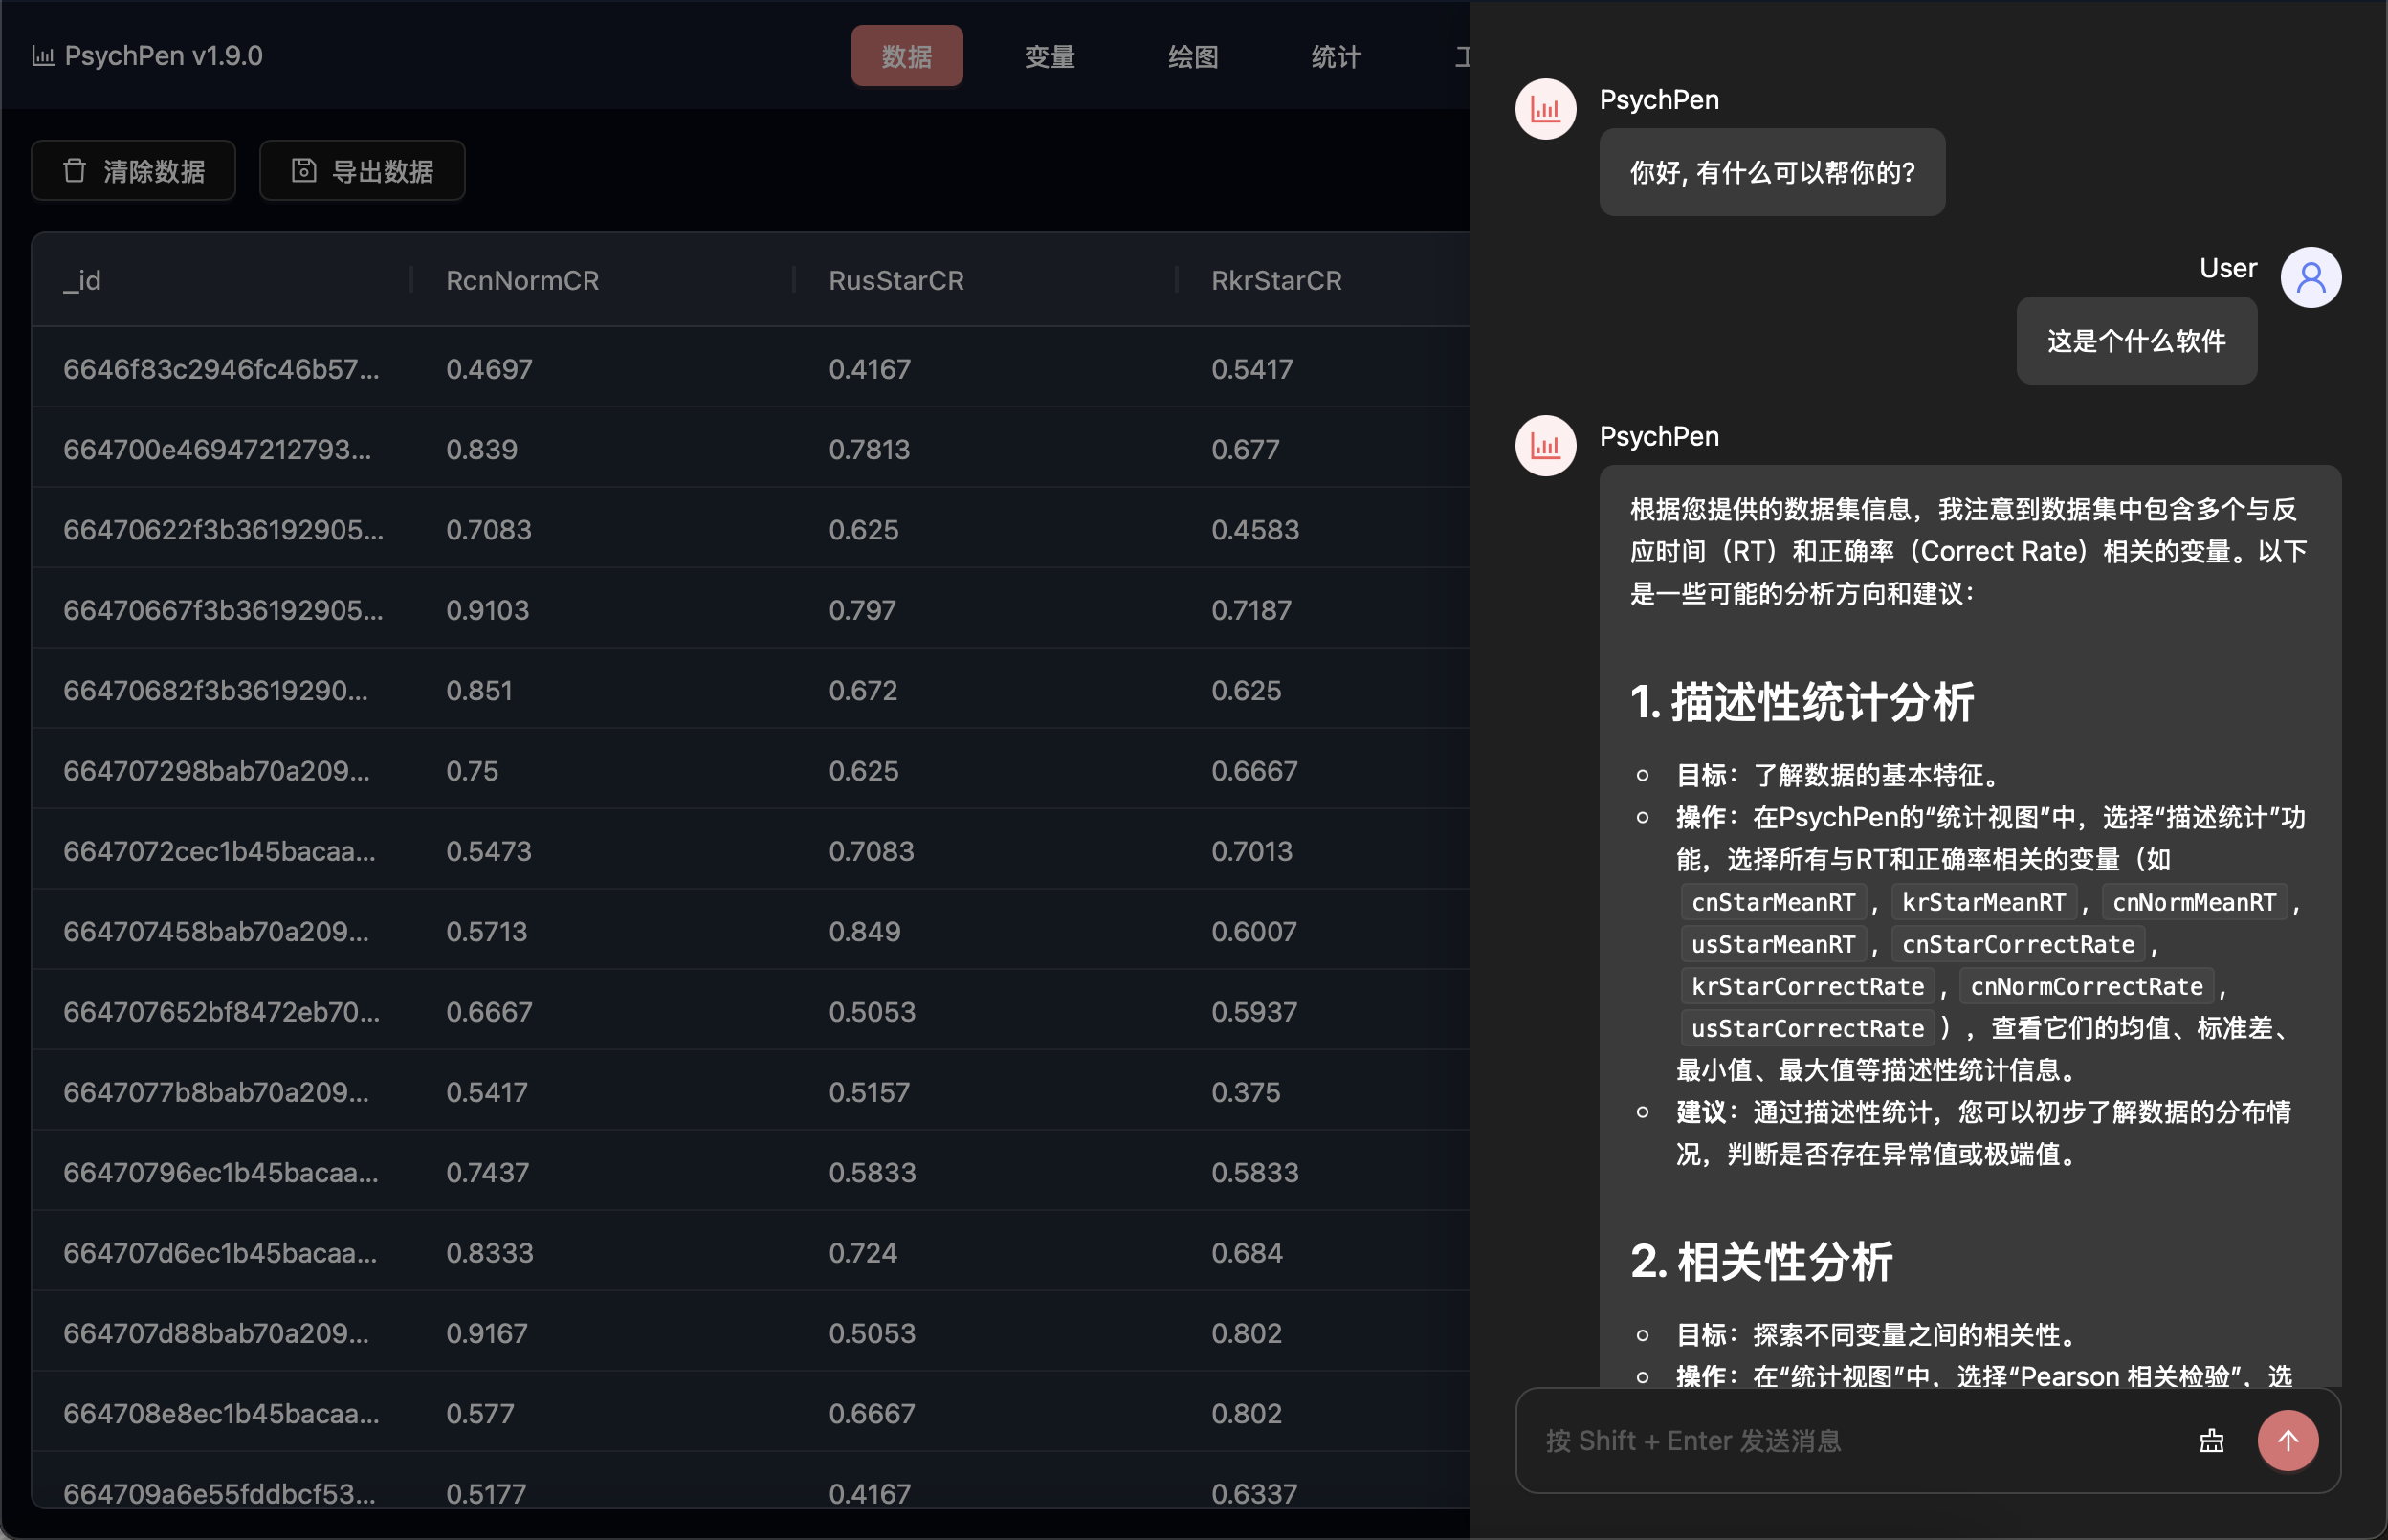 PsychPen v1.9.0
数据 变量 绘图 统计
清除数据 导出数据
_id RcnNormCR RusStarCR RkrStarCR
6646f83c2946fc46b57... 0.4697 0.4167 0.5417
664700e46947212793... 0.839 0.7813 0.677
66470622f3b36192905... 0.7083 0.625 0.4583
66470667f3b36192905... 0.9103 0.797 0.7187
66470682f3b3619290... 0.851 0.672 0.625
664707298bab70a209... 0.75 0.625 0.6667
6647072cec1b45bacaa... 0.5473 0.7083 0.7013
664707458bab70a209... 0.5713 0.849 0.6007
664707652bf8472eb70... 0.6667 0.5053 0.5937
6647077b8bab70a209... 0.5417 0.5157 0.375
66470796ec1b45bacaa... 0.7437 0.5833 0.5833
664707d6ec1b45bacaa... 0.8333 0.724 0.684
664707d88bab70a209... 0.9167 0.5053 0.802
664708e8ec1b45bacaa... 0.577 0.6667 0.802
664709a6e55fddbcf53... 0.5177 0.4167 0.6337
PsychPen
你好, 有什么可以帮你的?
User
这是个什么软件
PsychPen
根据您提供的数据集信息，我注意到数据集中包含多个与反
应时间（RT）和正确率（Correct Rate）相关的变量。以下
是一些可能的分析方向和建议：
1. 描述性统计分析
目标：了解数据的基本特征。
操作：在PsychPen的“统计视图”中，选择“描述统计”功
能，选择所有与RT和正确率相关的变量（如
cnStarMeanRT , krStarMeanRT , cnNormMeanRT ,
usStarMeanRT , cnStarCorrectRate ,
krStarCorrectRate , cnNormCorrectRate ,
usStarCorrectRate ），查看它们的均值、标准差、
最小值、最大值等描述性统计信息。
建议：通过描述性统计，您可以初步了解数据的分布情
况，判断是否存在异常值或极端值。
2. 相关性分析
目标：探索不同变量之间的相关性。
操作：在“统计视图”中，选择“Pearson 相关检验”，选
按 Shift + Enter 发送消息